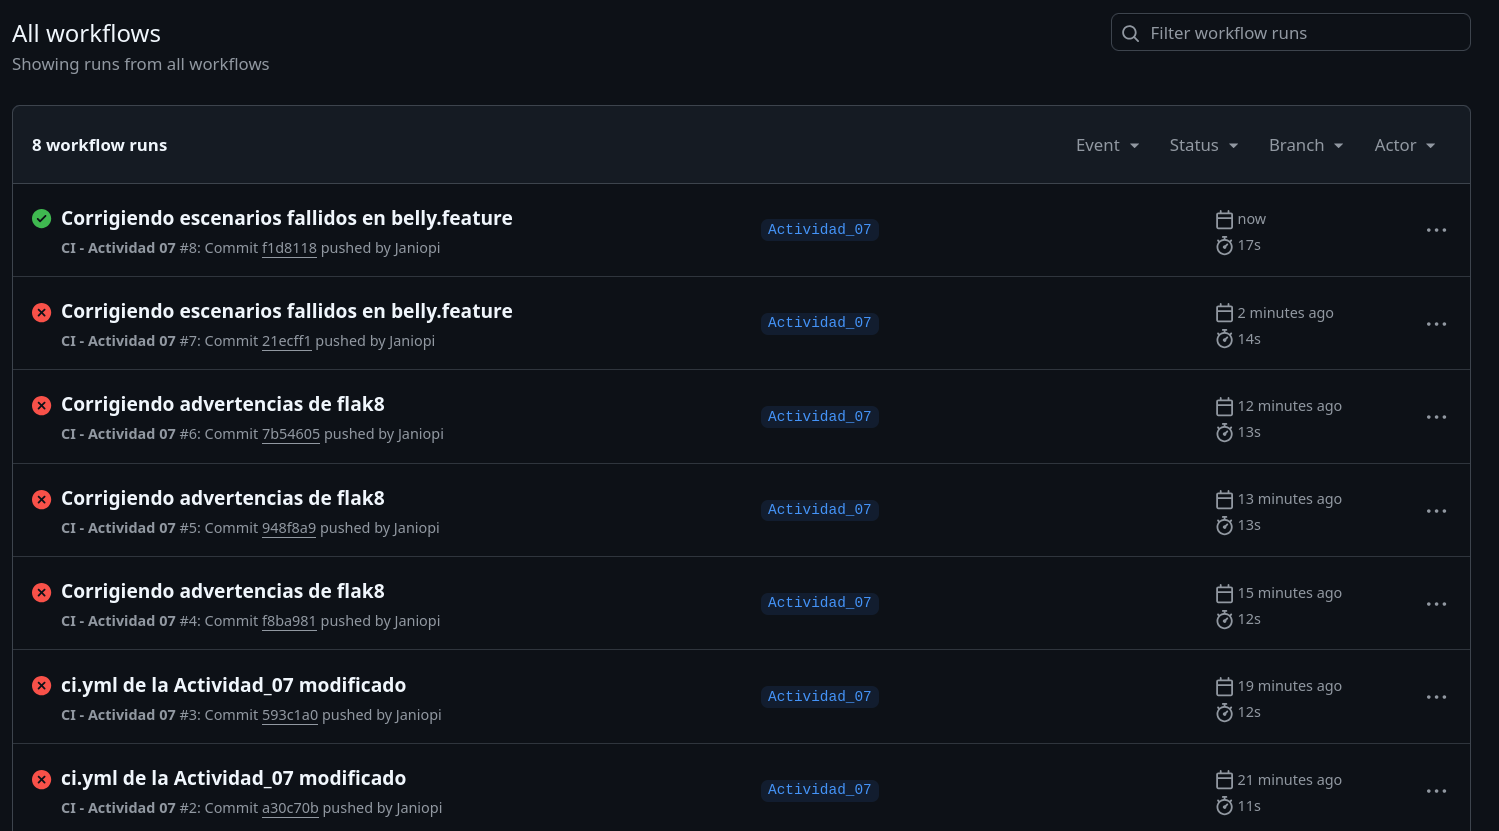 All workflows
Filter workflow runs
Showing runs from all workflows
8 workflow runs
Event
Status
Branch
Actor
Corrigiendo escenarios fallidos en belly.feature
CI - Actividad 07 #8: Commit f1d8118 pushed by Janiopi
Actividad_07
now
17s
Corrigiendo escenarios fallidos en belly.feature
CI - Actividad 07 #7: Commit 21ecff1 pushed by Janiopi
Actividad_07
2 minutes ago
14s
Corrigiendo advertencias de flak8
CI - Actividad 07 #6: Commit 7b54605 pushed by Janiopi
Actividad_07
12 minutes ago
13s
Corrigiendo advertencias de flak8
CI - Actividad 07 #5: Commit 948f8a9 pushed by Janiopi
Actividad_07
13 minutes ago
13s
Corrigiendo advertencias de flak8
CI - Actividad 07 #4: Commit f8ba981 pushed by Janiopi
Actividad_07
15 minutes ago
12s
ci.yml de la Actividad_07 modificado
CI - Actividad 07 #3: Commit 593c1a0 pushed by Janiopi
Actividad_07
19 minutes ago
12s
ci.yml de la Actividad_07 modificado
CI - Actividad 07 #2: Commit a30c70b pushed by Janiopi
Actividad_07
21 minutes ago
11s